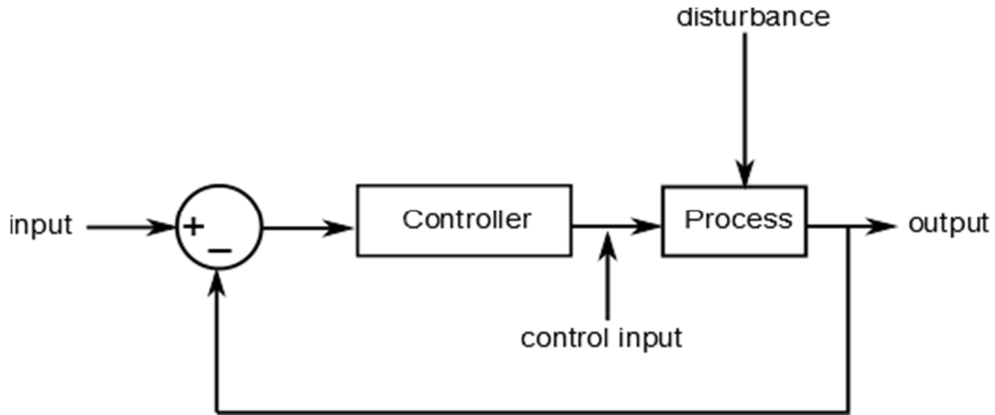 disturbance
input
+
−
Controller
Process
output
control input